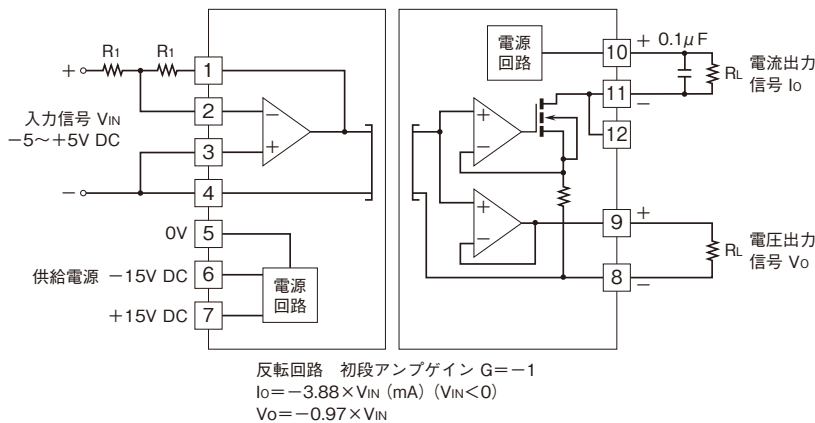 +
R1
R1
1
2
3
4
5
6
7
入力信号 VIN
−5〜+5V DC
−
−
+
0V
供給電源 −15V DC
+15V DC
電源
回路
電源
回路
10
11
12
9
8
+ 0.1μF
−
RL
電流出力
信号 IO
+
−
+
−
+
−
RL
電圧出力
信号 VO
反転回路 初段アンプゲイン G=−1
IO=−3.88×VIN (mA) (VIN<0)
VO=−0.97×VIN